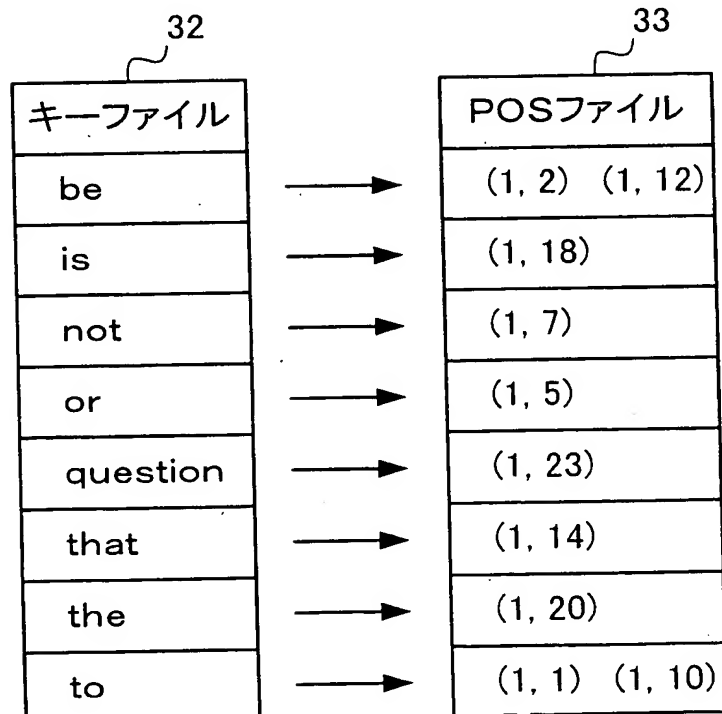 32
33
キーファイル
POSファイル
be
(1, 2) (1, 12)
is
(1, 18)
not
(1, 7)
or
(1, 5)
question
(1, 23)
that
(1, 14)
the
(1, 20)
to
(1, 1) (1, 10)